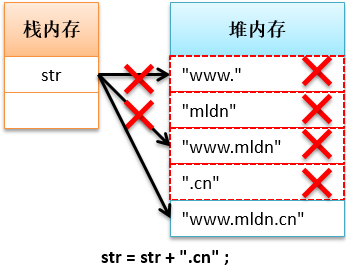 栈内存
堆内存
str
"www."
"mldn"
"www.mldn"
".cn"
"www.mldn.cn"
str = str + ".cn" ;